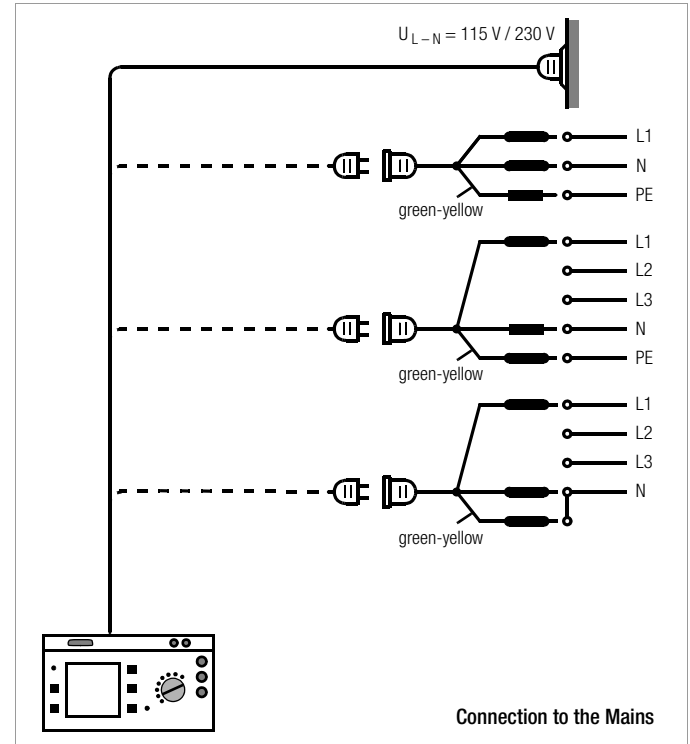 U L – N = 115 V / 230 V
L1
N
PE
green-yellow
L1
L2
L3
N
PE
green-yellow
L1
L2
L3
N
green-yellow
Connection to the Mains